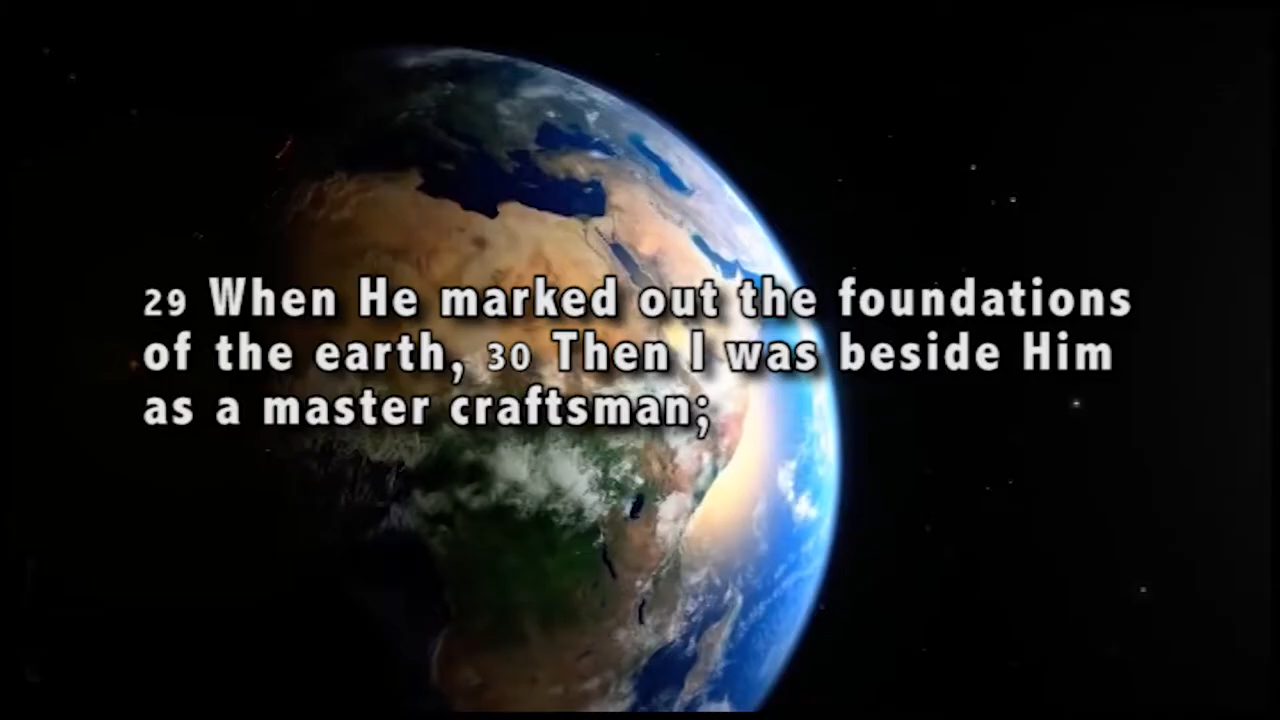 29 When He marked out the foundations
of the earth, 30 Then I was beside Him
as a master craftsman;